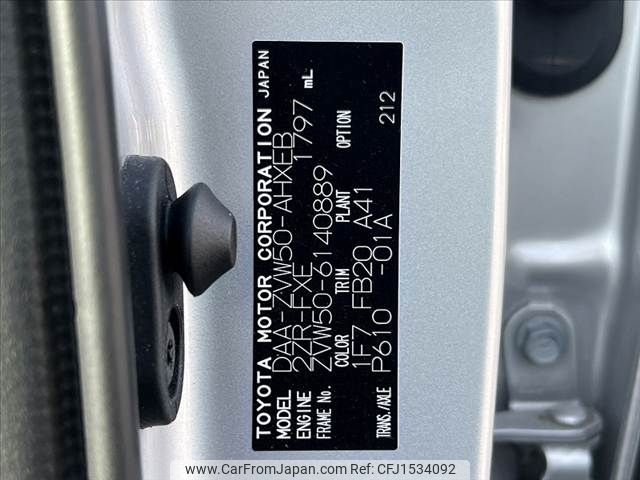 TOYOTA MOTOR CORPORATION JAPAN
MODEL DAA-ZVW50-AHXEB
ENGINE 2ZR-FXE 1797 mL
FRAME No. ZVW50-6140889
COLOR TRIM PLANT OPTION
1F7 FB20 A41 212
TRANS./AXLE P610 -01A
www.CarFromJapan.com - CFJ1534092